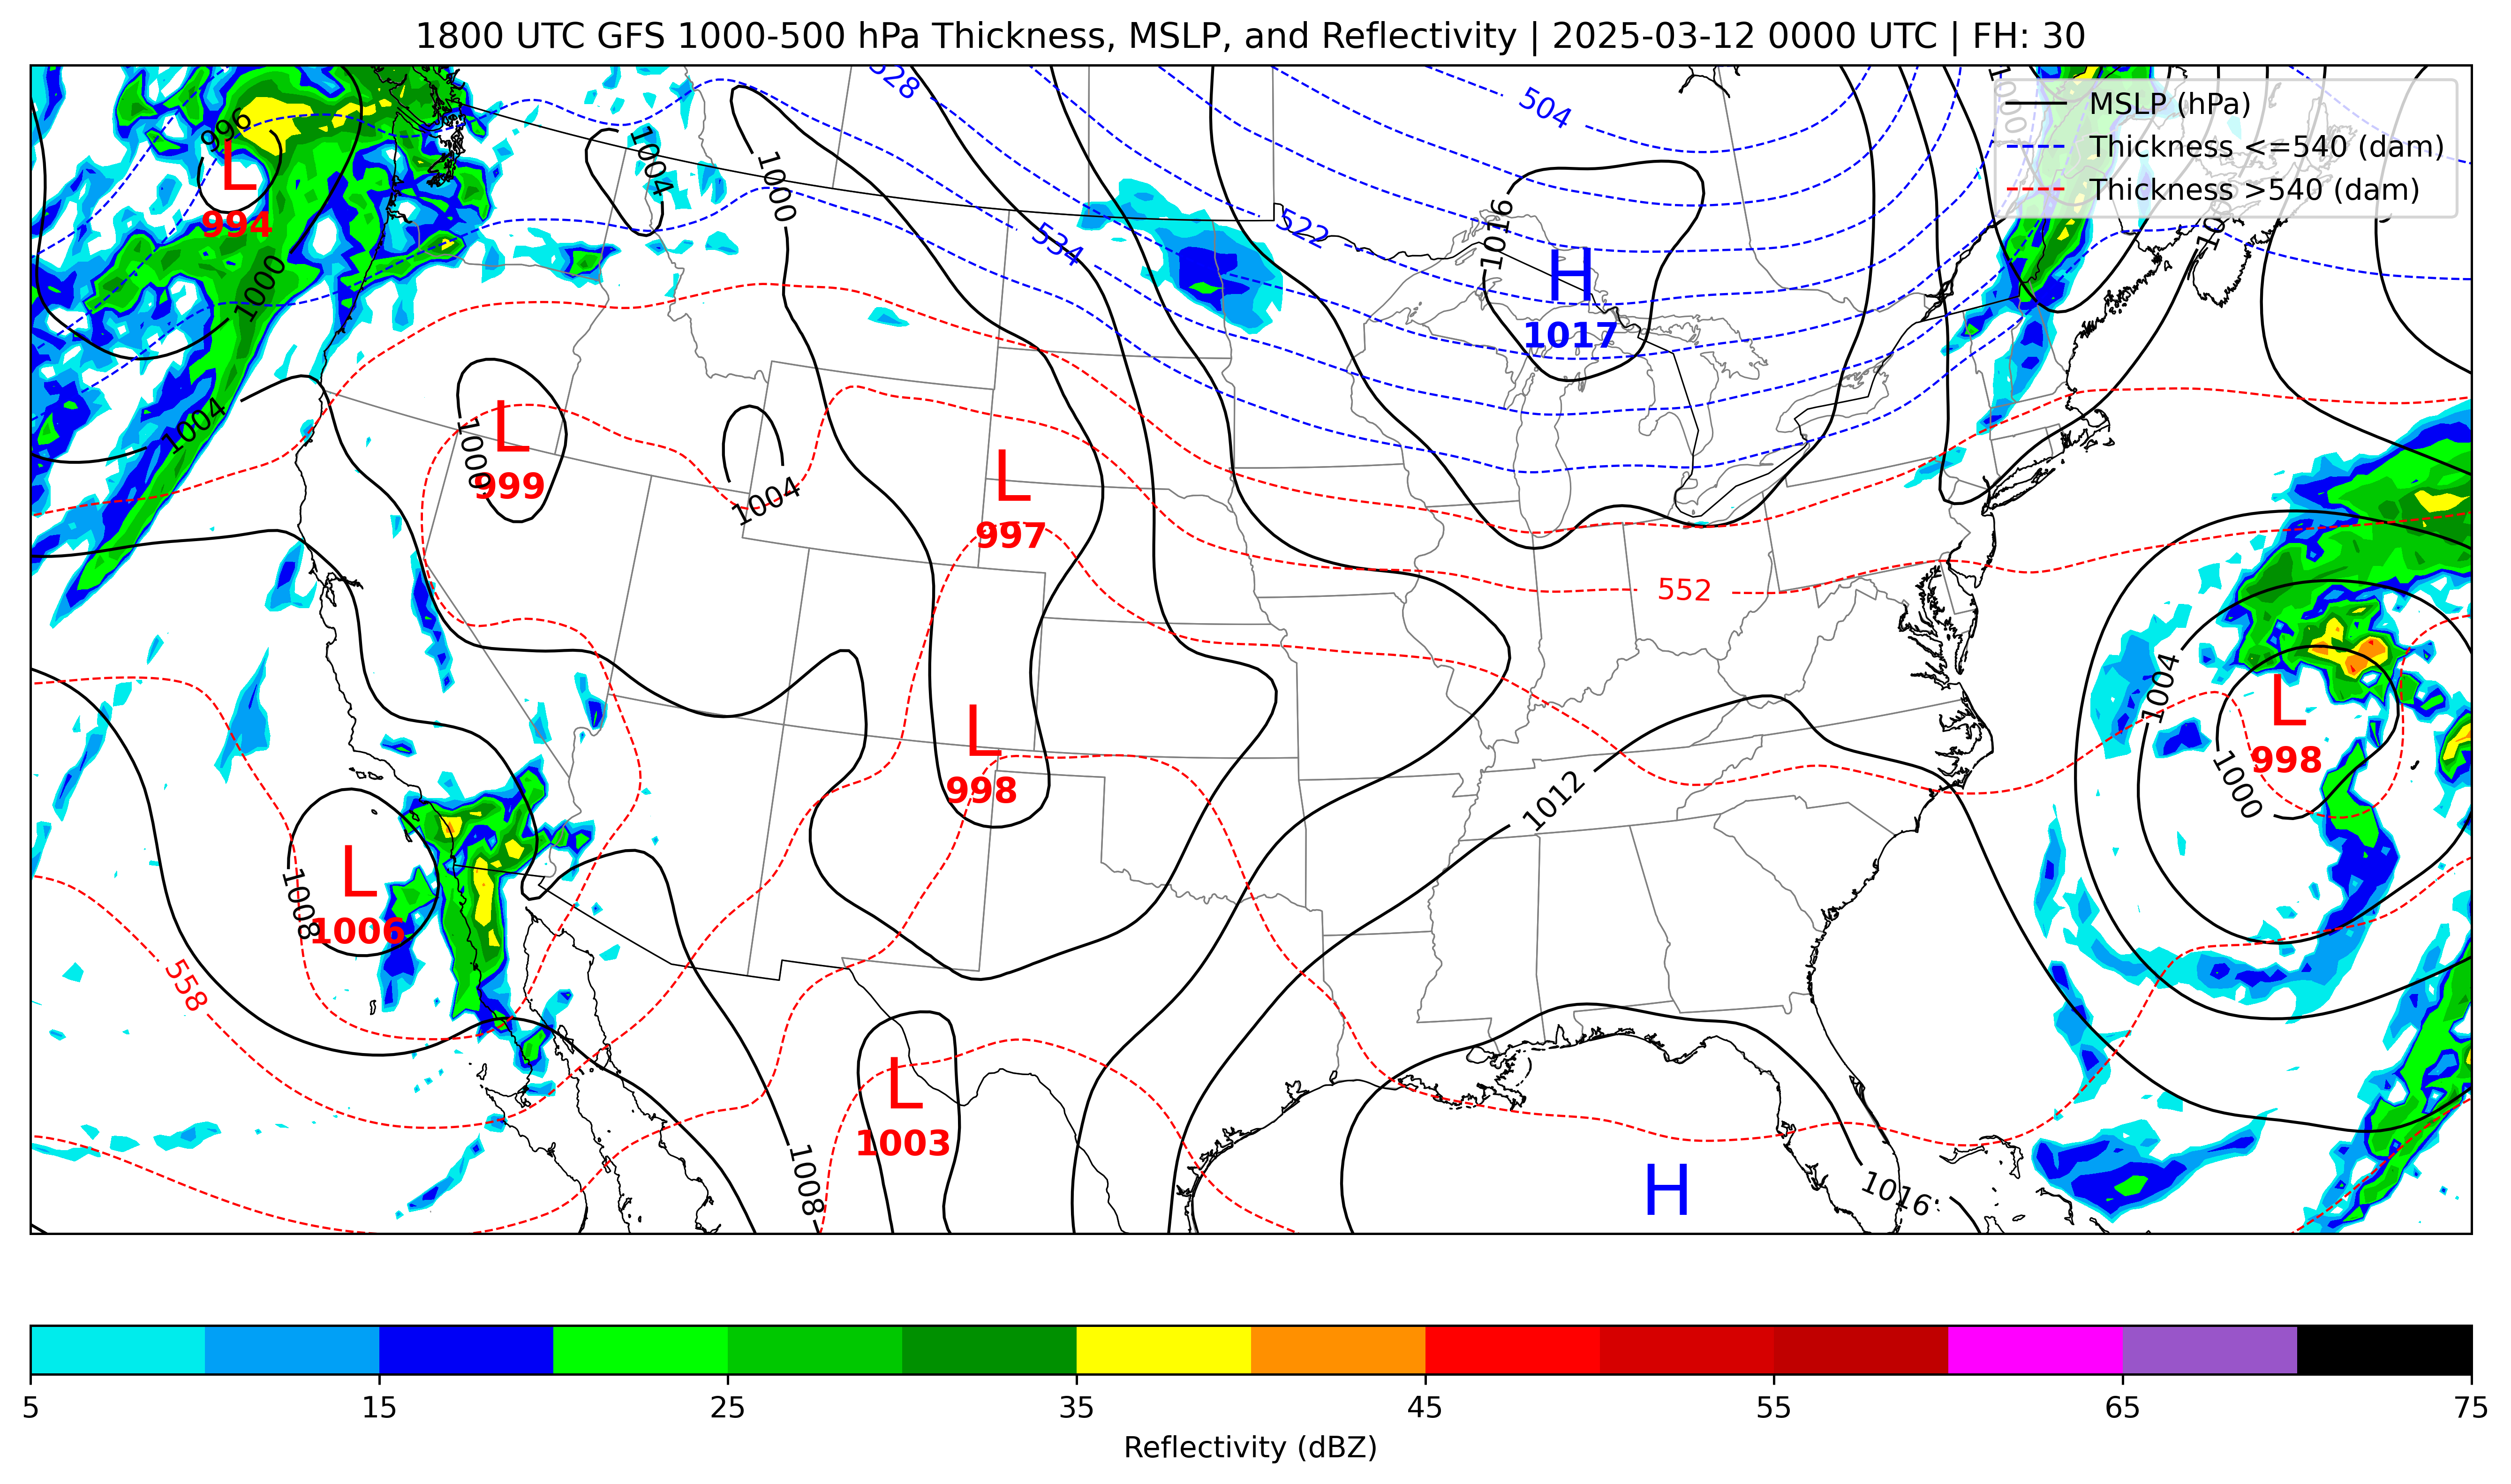 1800 UTC GFS 1000-500 hPa Thickness, MSLP, and Reflectivity | 2025-03-12 0000 UTC | FH: 30
MSLP (hPa)
Thickness <=540 (dam)
Thickness >540 (dam)
528
504
996
1004
1000
L
994
534
522
1016
1000
H
1017
1000
1004
L
999
1000
1004
L
997
552
1004
L
998
1000
L
998
1012
L
1006
1008
558
L
1003
1008
H
1016
5 15 25 35 45 55 65 75
Reflectivity (dBZ)